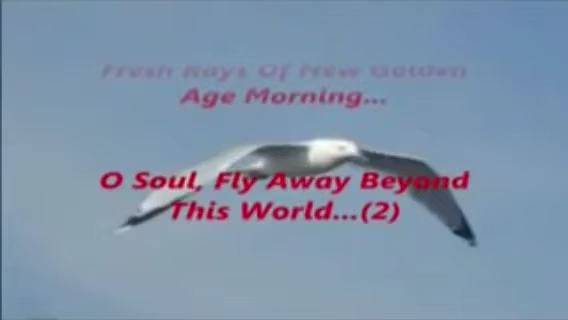 Fresh Rays Of New Golden
Age Morning...
O Soul, Fly Away Beyond
This World...(2)